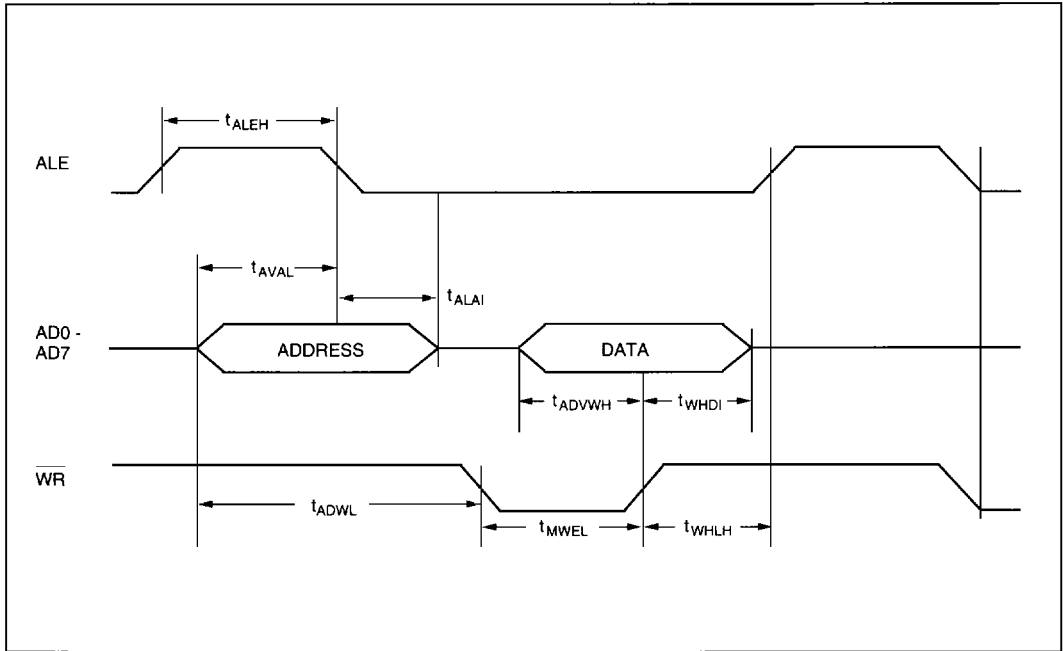 tALEH
ALE
tAVAL
tALAI
AD0 -
AD7
ADDRESS
DATA
tADVWH
tWHDI
WR
tADWL
tMWEL
tWHLH